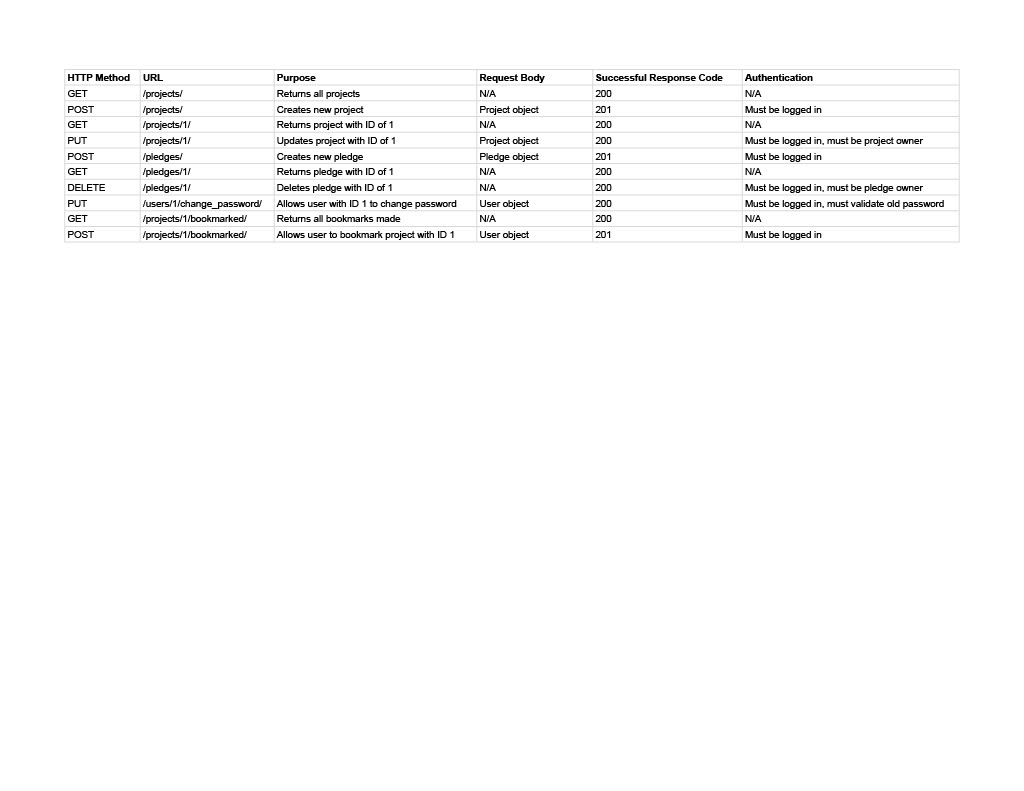 HTTP Method URL Purpose Request Body Successful Response Code Authentication
GET /projects/ Returns all projects N/A 200 N/A
POST /projects/ Creates new project Project object 201 Must be logged in
GET /projects/1/ Returns project with ID of 1 N/A 200 N/A
PUT /projects/1/ Updates project with ID of 1 Project object 200 Must be logged in, must be project owner
POST /pledges/ Creates new pledge Pledge object 201 Must be logged in
GET /pledges/1/ Returns pledge with ID of 1 N/A 200 N/A
DELETE /pledges/1/ Deletes pledge with ID of 1 N/A 200 Must be logged in, must be pledge owner
PUT /users/1/change_password/ Allows user with ID 1 to change password User object 200 Must be logged in, must validate old password
GET /projects/1/bookmarked/ Returns all bookmarks made N/A 200 N/A
POST /projects/1/bookmarked/ Allows user to bookmark project with ID 1 User object 201 Must be logged in